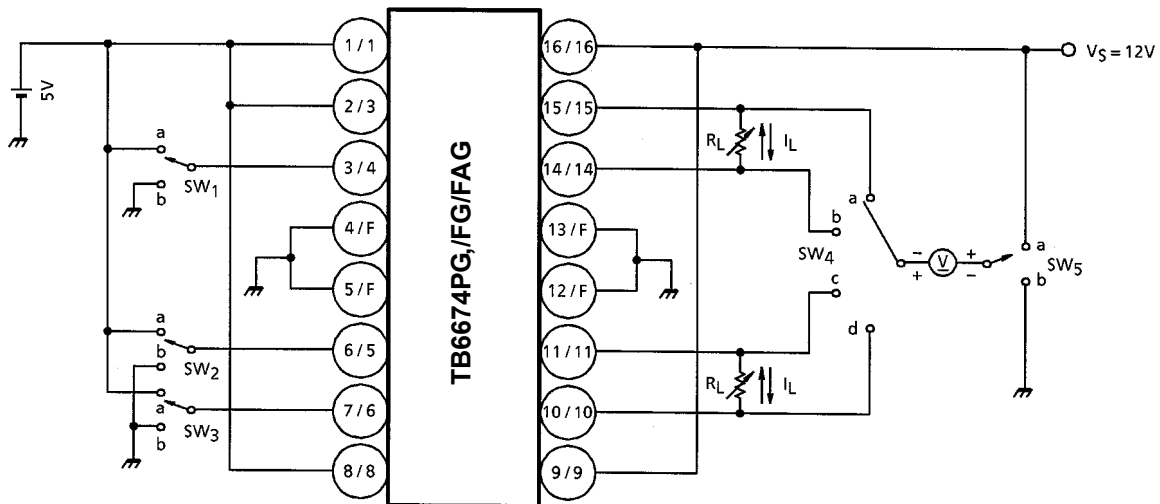 5V
a
b
SW1
a
b
SW2
a
b
SW3
1/1
2/3
3/4
4/F
5/F
6/5
7/6
8/8
TB6674PG,/FG/FAG
16/16
15/15
14/14
13/F
12/F
11/11
10/10
9/9
VS=12V
RL
IL
a
b
SW4
c
d
− V +
+ −
a
SW5
b
RL
IL